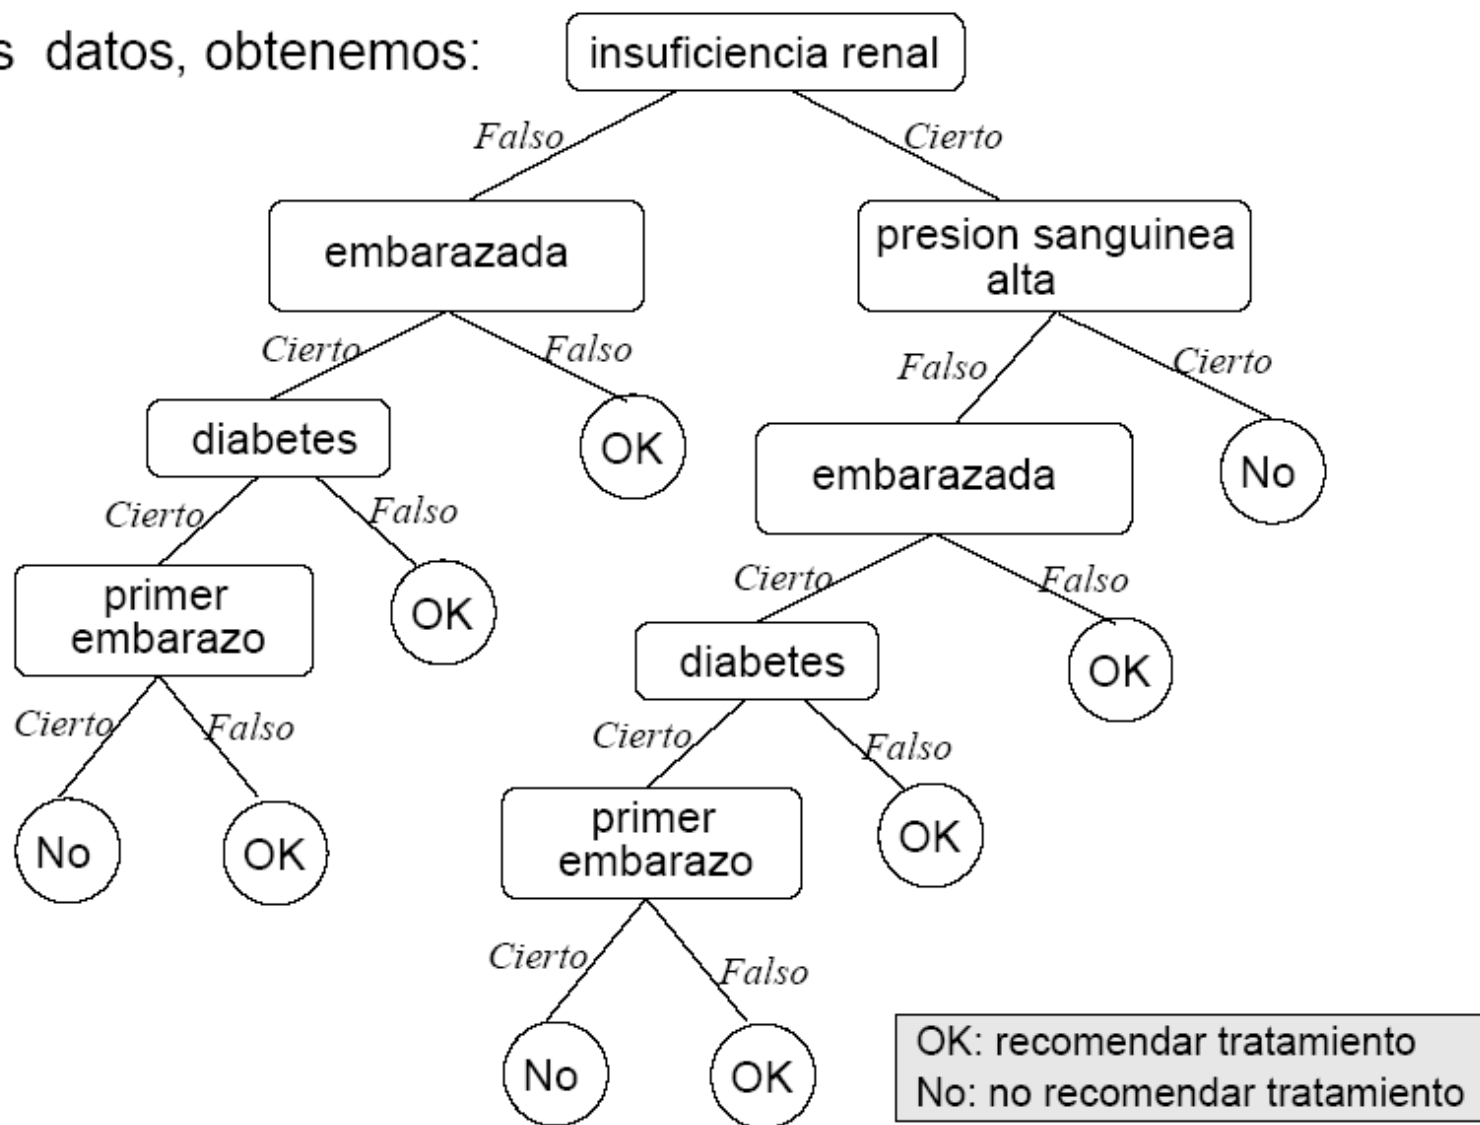 s datos, obtenemos:
insuficiencia renal
Falso
Cierto
embarazada
presion sanguinea
alta
Cierto
Falso
Falso
Cierto
diabetes
OK
embarazada
No
Cierto
Falso
primer
embarazo
OK
Cierto
Falso
diabetes
OK
Cierto
Falso
Cierto
Falso
No
OK
primer
embarazo
OK
Cierto
Falso
No
OK
OK: recomendar tratamiento
No: no recomendar tratamiento